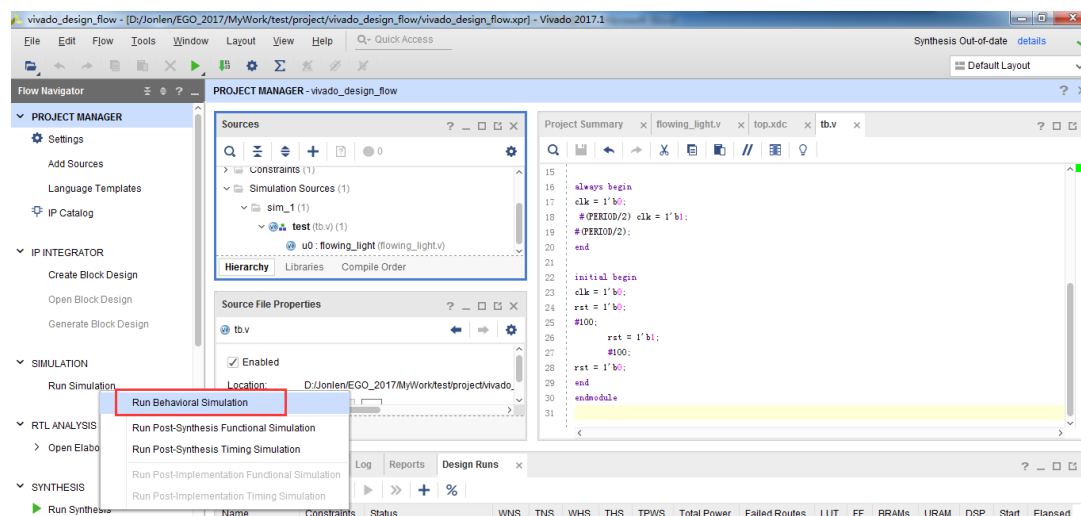 vivado_design_flow - [D:/Jonlen/EGO_2017/MyWork/test/project/vivado_design_flow/vivado_design_flow.xpr] - Vivado 2017.1
File Edit Flow Tools Window Layout View Help Quick Access
Synthesis Out-of-date details
Default Layout
Flow Navigator
PROJECT MANAGER - vivado_design_flow
PROJECT MANAGER
Settings
Add Sources
Language Templates
IP Catalog
IP INTEGRATOR
Create Block Design
Open Block Design
Generate Block Design
SIMULATION
Run Simulation
RTL ANALYSIS
Open Elabo
SYNTHESIS
Run Synthesis
Run Behavioral Simulation
Run Post-Synthesis Functional Simulation
Run Post-Synthesis Timing Simulation
Run Post-Implementation Functional Simulation
Run Post-Implementation Timing Simulation
Sources
0
Constraints (1)
Simulation Sources (1)
sim_1 (1)
test (tb.v) (1)
u0 : flowing_light (flowing_light.v)
Hierarchy Libraries Compile Order
Source File Properties
tb.v
Enabled
Location: D:/Jonlen/EGO_2017/MyWork/test/project/vivado_
Project Summary flowing_light.v top.xdc tb.v
15
16 always begin
17 clk = 1'b0;
18 #(PERIOD/2) clk = 1'b1;
19 #(PERIOD/2);
20 end
21
22 initial begin
23 clk = 1'b0;
24 rst = 1'b0;
25 #100;
26 rst = 1'b1;
27 #100;
28 rst = 1'b0;
29 end
30 endmodule
31
Log Reports Design Runs
Name Constraints Status WNS TNS WHS THS TPWS Total Power Failed Routes LUT FF BRAMs URAM DSP Start Elapsed